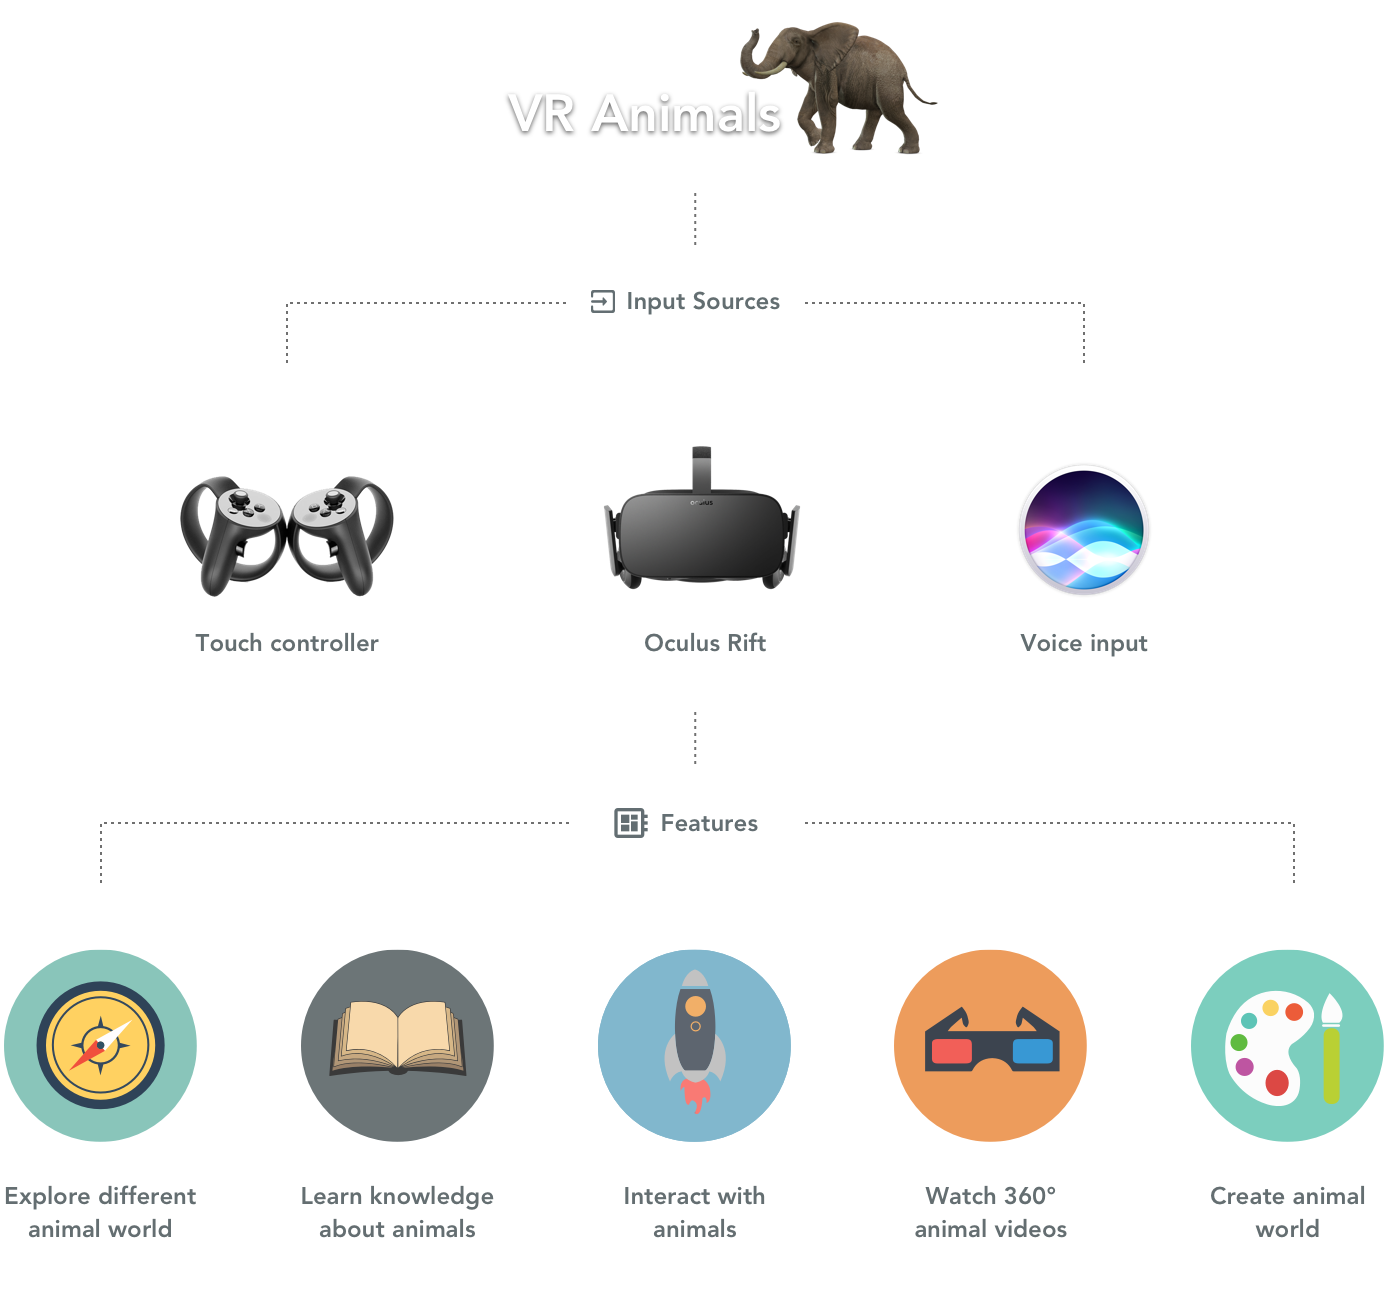 VR Animals
Input Sources
oculus
Touch controller
Oculus Rift
Voice input
Features
Explore different
animal world
Learn knowledge
about animals
Interact with
animals
Watch 360°
animal videos
Create animal
world